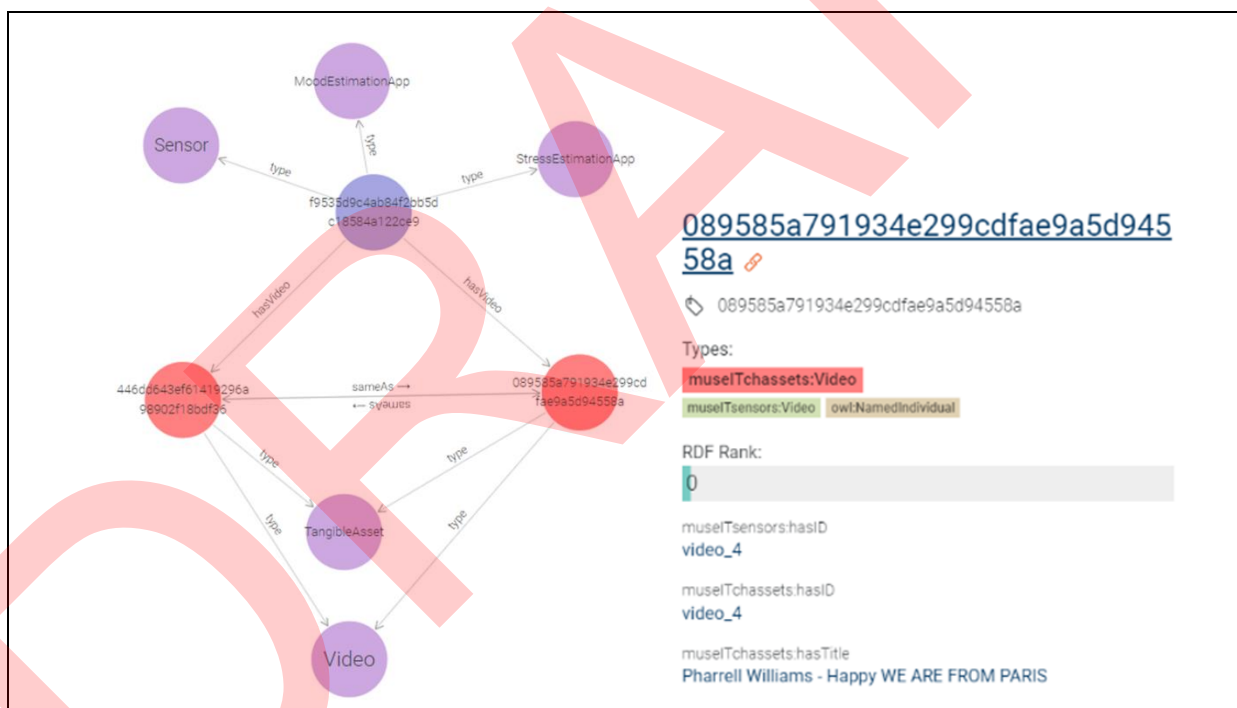 MoodEstimationApp
Sensor
type
type
StressEstimationApp
type
f9535d9c4ab84f2bb5d
c18584a122ce9
hasVideo
hasVideo
446dd643ef61419296a
98902f18bdf36
sameAs →
sameAs →
089585a791934e299cd
fae9a5d94558a
type
type
TangibleAsset
type
type
Video
089585a791934e299cdfae9a5d945
58a
089585a791934e299cdfae9a5d94558a
Types:
museITchassets:Video
museITsensors:Video owl:NamedIndividual
RDF Rank:
0
museITsensors:hasID
video_4
museITchassets:hasID
video_4
museITchassets:hasTitle
Pharrell Williams - Happy WE ARE FROM PARIS